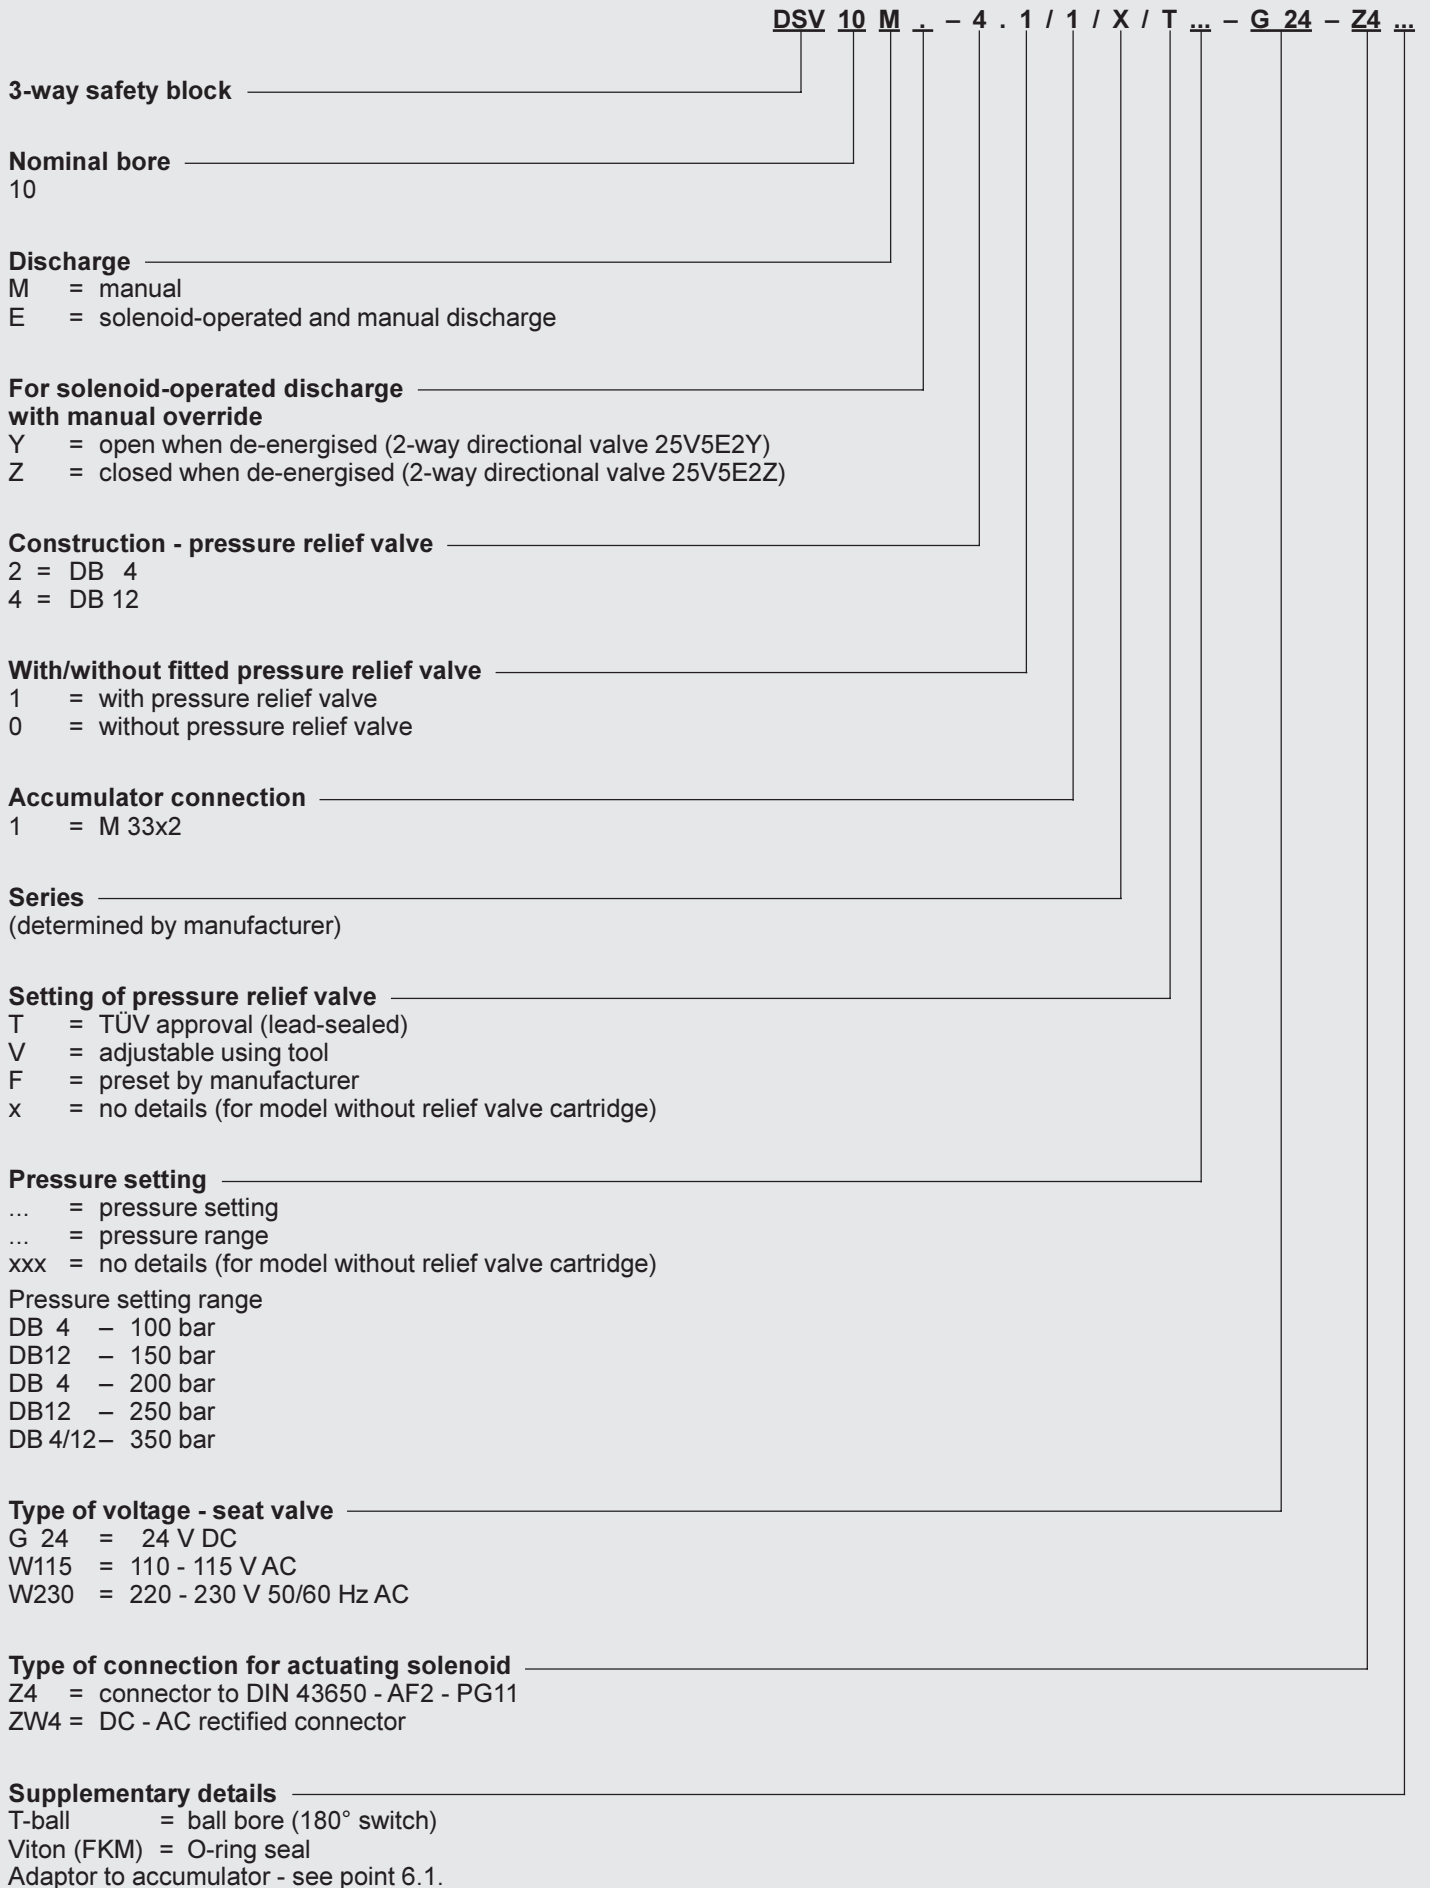 DSV 10 M . – 4 . 1 / 1 / X / T ... – G 24 – Z4 ...
3-way safety block
Nominal bore
10
Discharge
M = manual
E = solenoid-operated and manual discharge
For solenoid-operated discharge
with manual override
Y = open when de-energised (2-way directional valve 25V5E2Y)
Z = closed when de-energised (2-way directional valve 25V5E2Z)
Construction - pressure relief valve
2 = DB 4
4 = DB 12
With/without fitted pressure relief valve
1 = with pressure relief valve
0 = without pressure relief valve
Accumulator connection
1 = M 33x2
Series
(determined by manufacturer)
Setting of pressure relief valve
T = TÜV approval (lead-sealed)
V = adjustable using tool
F = preset by manufacturer
x = no details (for model without relief valve cartridge)
Pressure setting
... = pressure setting
... = pressure range
xxx = no details (for model without relief valve cartridge)
Pressure setting range
DB 4 – 100 bar
DB12 – 150 bar
DB 4 – 200 bar
DB12 – 250 bar
DB 4/12 – 350 bar
Type of voltage - seat valve
G 24 = 24 V DC
W115 = 110 - 115 V AC
W230 = 220 - 230 V 50/60 Hz AC
Type of connection for actuating solenoid
Z4 = connector to DIN 43650 - AF2 - PG11
ZW4 = DC - AC rectified connector
Supplementary details
T-ball = ball bore (180° switch)
Viton (FKM) = O-ring seal
Adaptor to accumulator - see point 6.1.